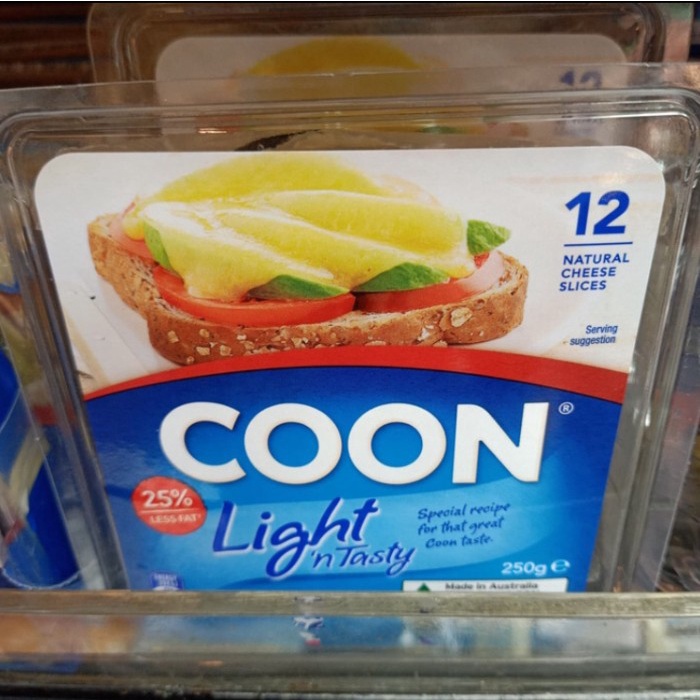 12
12
NATURAL
CHEESE
SLICES
Serving
suggestion
COON®
25%
LESS FAT
Light
'n Tasty
Special recipe
for that great
Coon taste.
250g ℮
Made in Australia